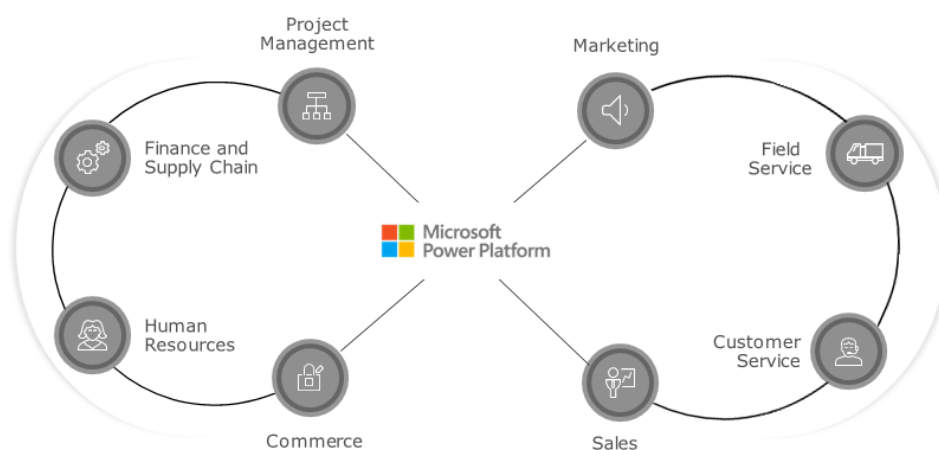 Project
Management
Marketing
Finance and
Supply Chain
Field
Service
Microsoft
Power Platform
Human
Resources
Customer
Service
Commerce
Sales